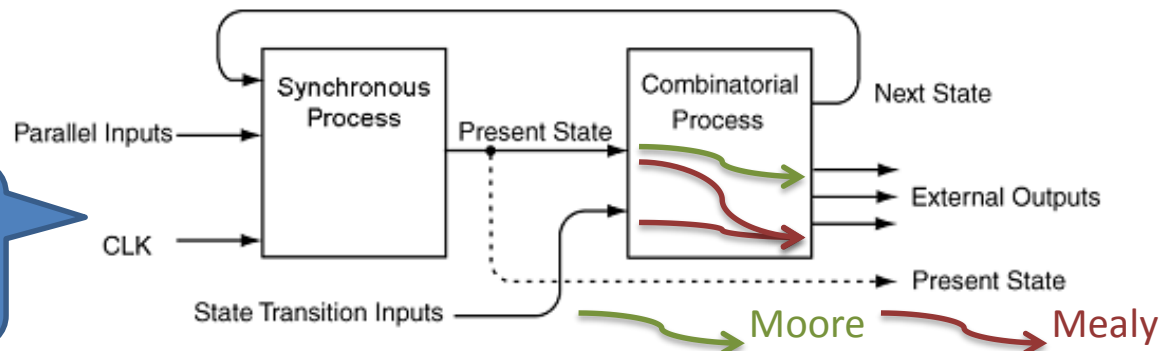 Synchronous
Process
Combinatorial
Process
Next State
Parallel Inputs
Present State
External Outputs
CLK
Present State
State Transition Inputs
Moore
Mealy